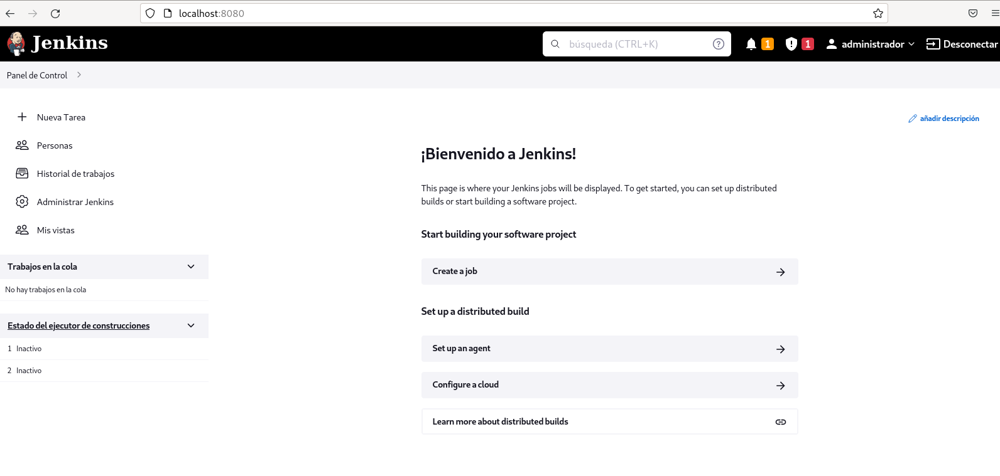 localhost:8080
Jenkins
búsqueda (CTRL+K)
1
1
administrador
Desconectar
Panel de Control
Nueva Tarea
Personas
Historial de trabajos
Administrar Jenkins
Mis vistas
Trabajos en la cola
No hay trabajos en la cola
Estado del ejecutor de construcciones
1 Inactivo
2 Inactivo
añadir descripción
¡Bienvenido a Jenkins!
This page is where your Jenkins jobs will be displayed. To get started, you can set up distributed
builds or start building a software project.
Start building your software project
Create a job
Set up a distributed build
Set up an agent
Configure a cloud
Learn more about distributed builds